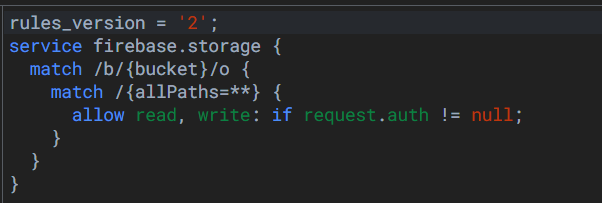 rules_version = '2';
service firebase.storage {
  match /b/{bucket}/o {
    match /{allPaths=**} {
      allow read, write: if request.auth != null;
    }
  }
}